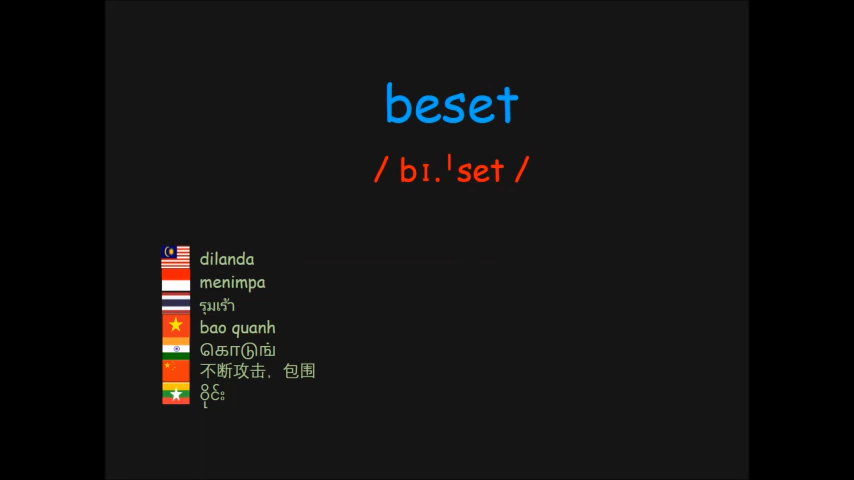 beset
/ bɪ.ˈset /
dilanda
menimpa
รุมเร้า
bao quanh
கொடுங்
不断攻击，包围
ဝိုင်း